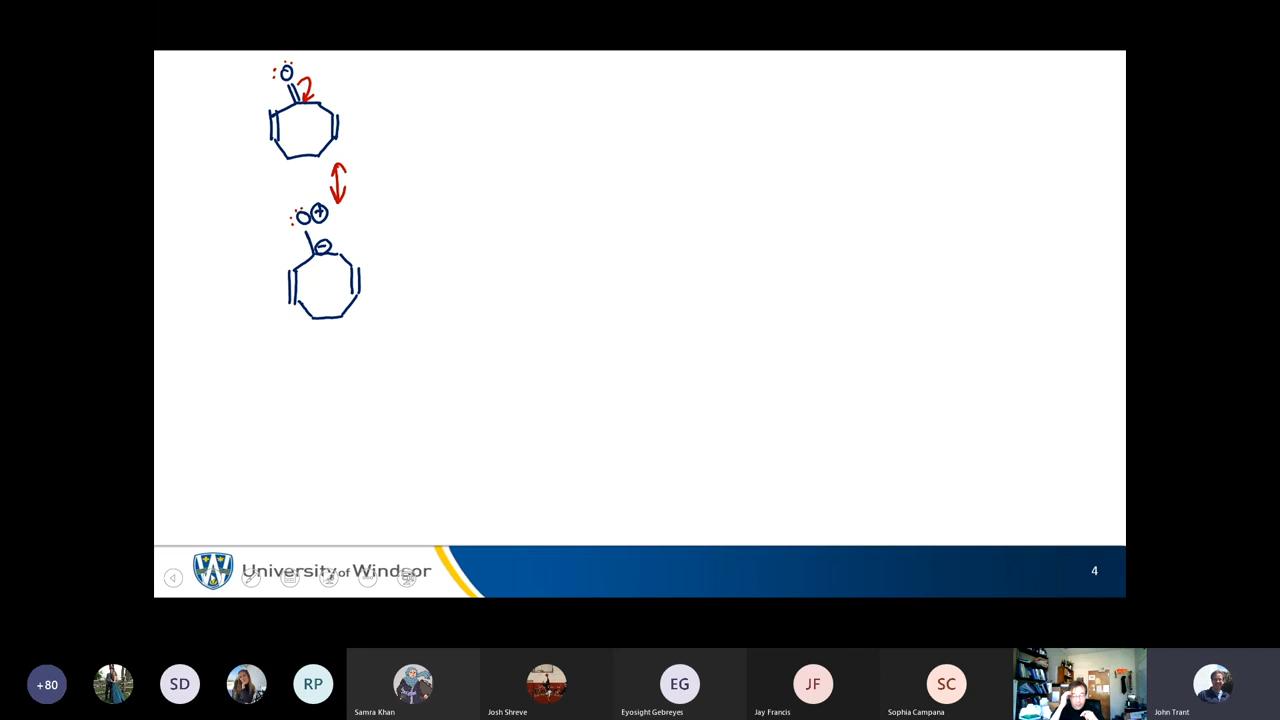 O
O +
−
University of Windsor
4
+80
SD
RP
EG
JF
SC
Samra Khan
Josh Shreve
Eyosight Gebreyes
Jay Francis
Sophia Campana
John Trant